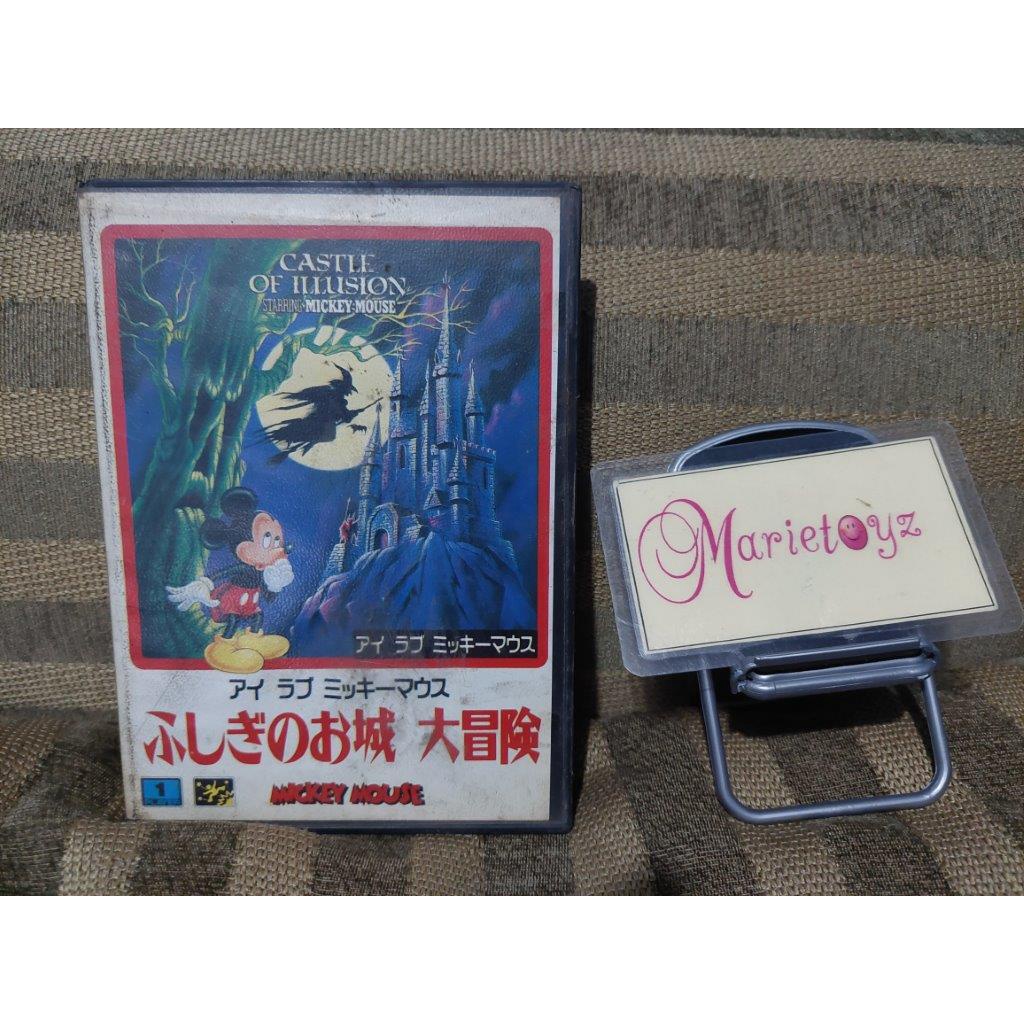 CASTLE
OF ILLUSION
STARRING MICKEY MOUSE
アイ ラブ ミッキーマウス
アイ ラブ ミッキーマウス
ふしぎのお城 大冒険
1
MICKEY MOUSE
Marietoyz